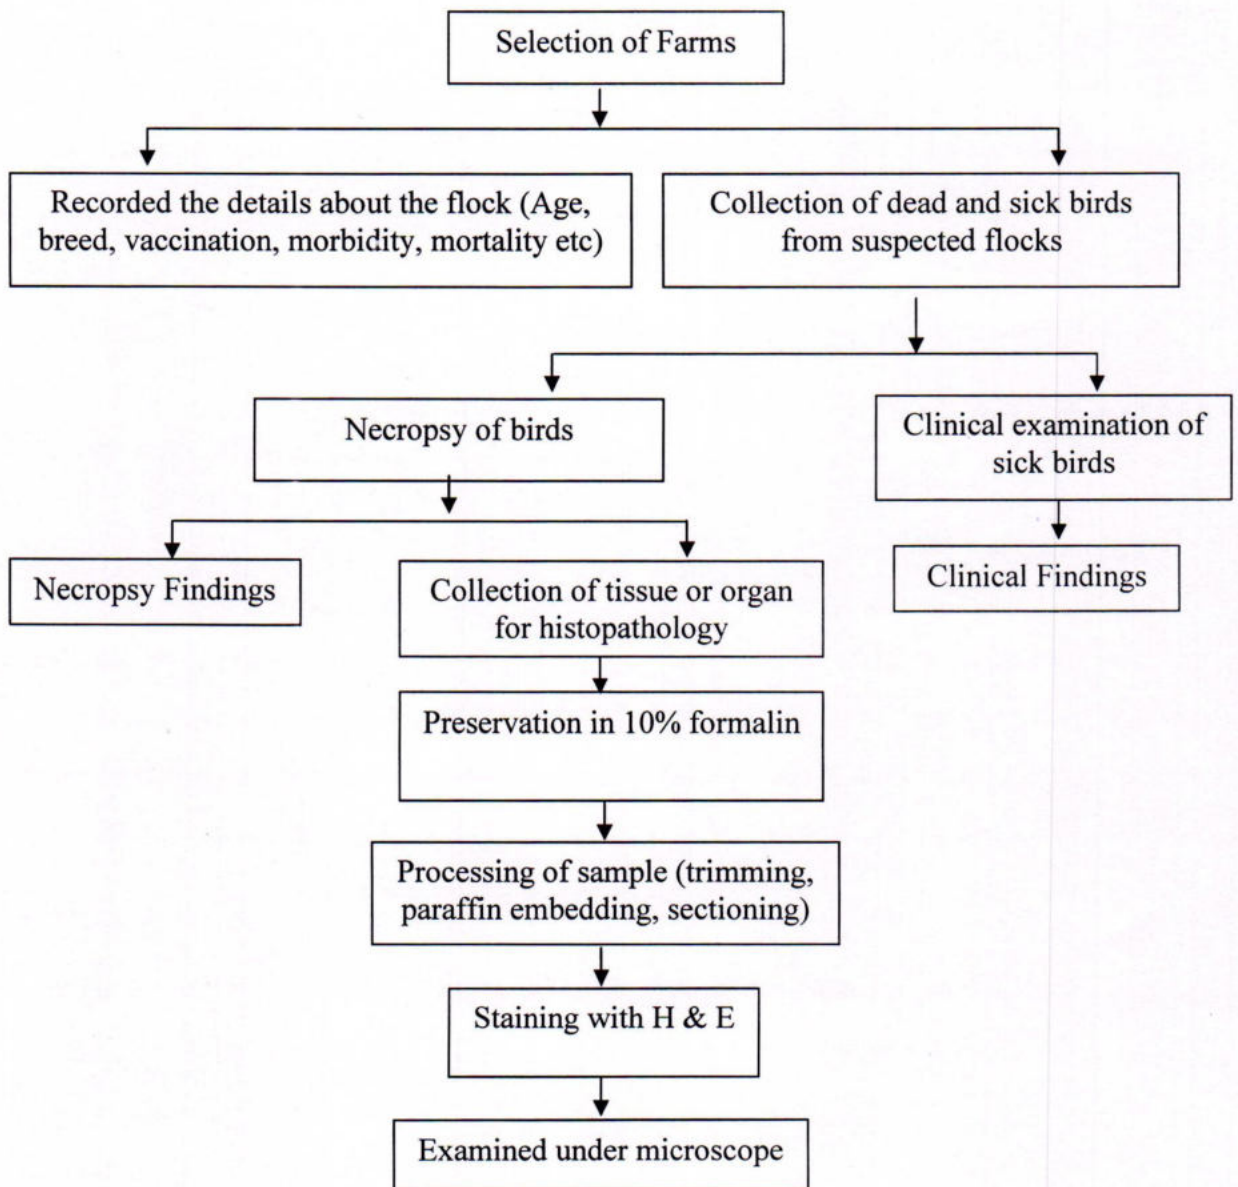 Selection of Farms
Recorded the details about the flock (Age,
breed, vaccination, morbidity, mortality etc)
Collection of dead and sick birds
from suspected flocks
Necropsy of birds
Clinical examination of
sick birds
Necropsy Findings
Collection of tissue or organ
for histopathology
Clinical Findings
Preservation in 10% formalin
Processing of sample (trimming,
paraffin embedding, sectioning)
Staining with H & E
Examined under microscope